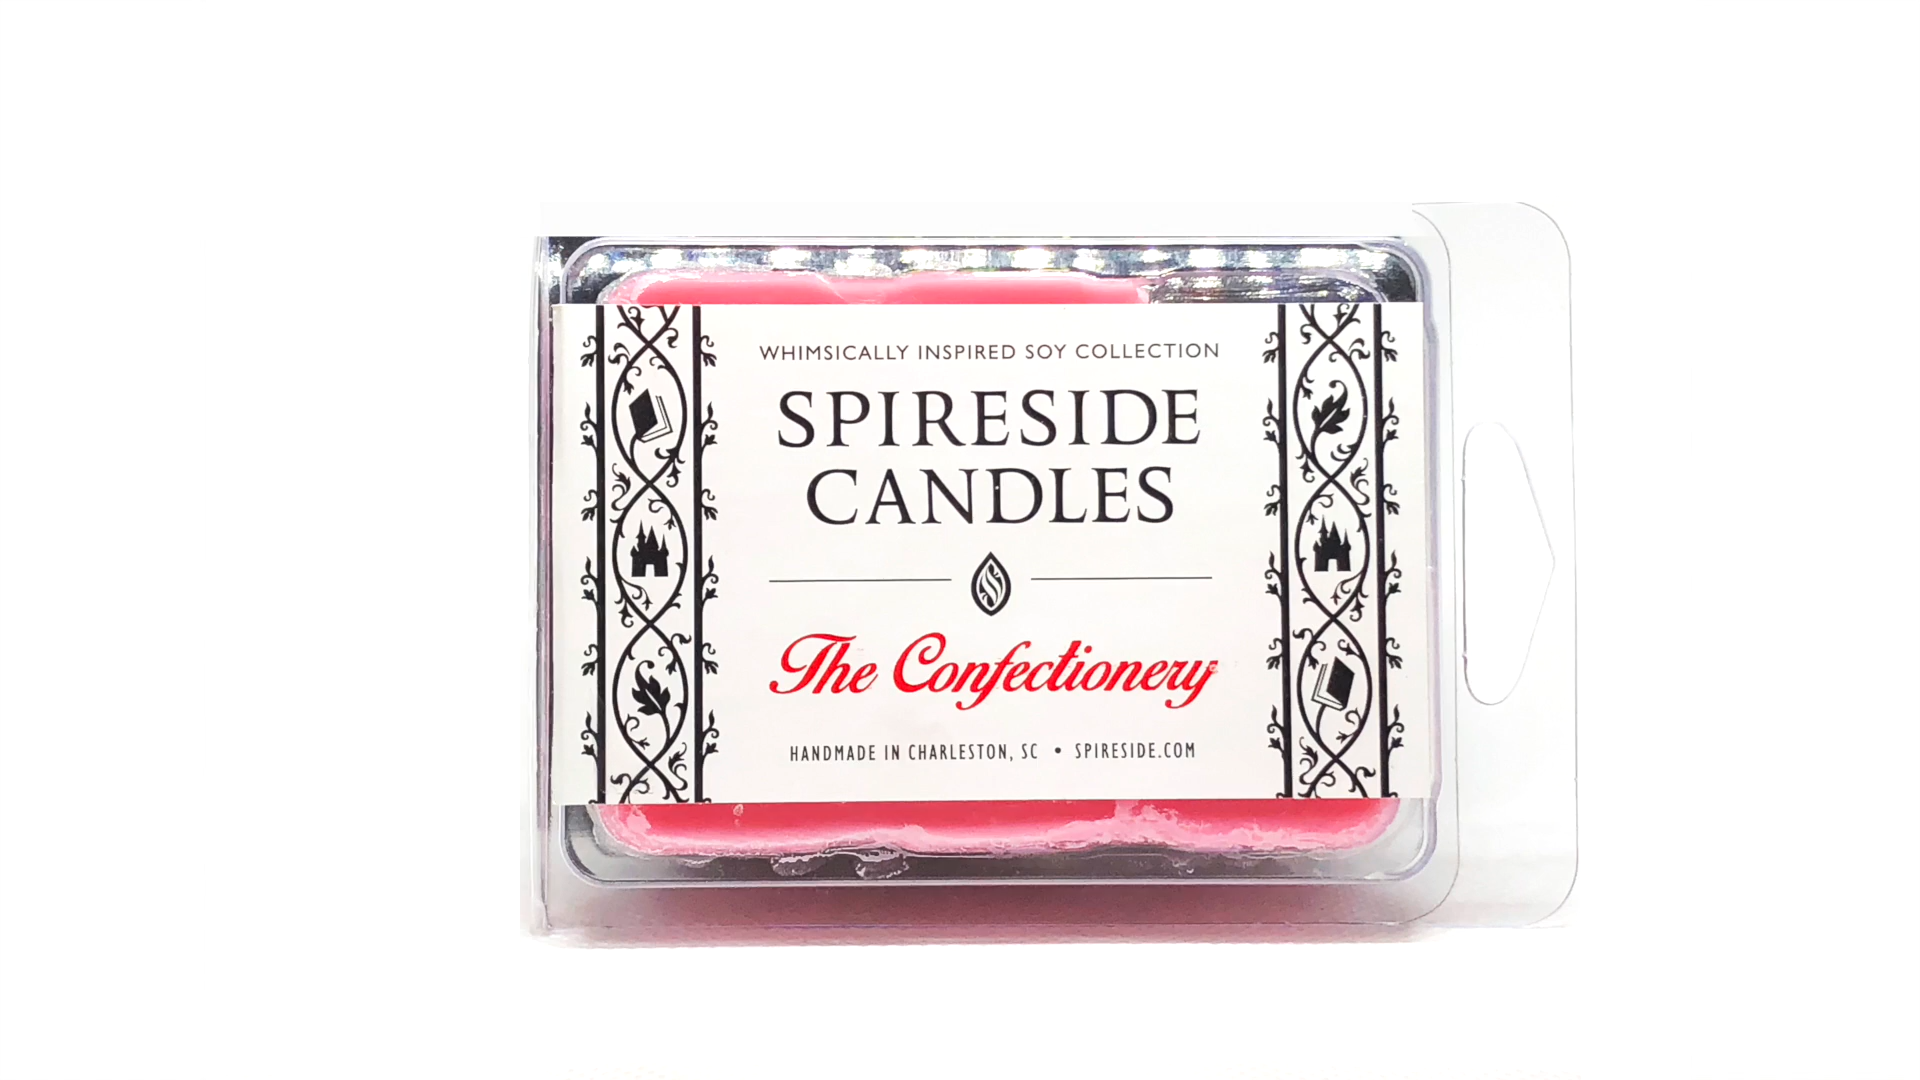 WHIMSICALLY INSPIRED SOY COLLECTION
SPIRESIDE
CANDLES
The Confectionery
HANDMADE IN CHARLESTON, SC • SPIRESIDE.COM